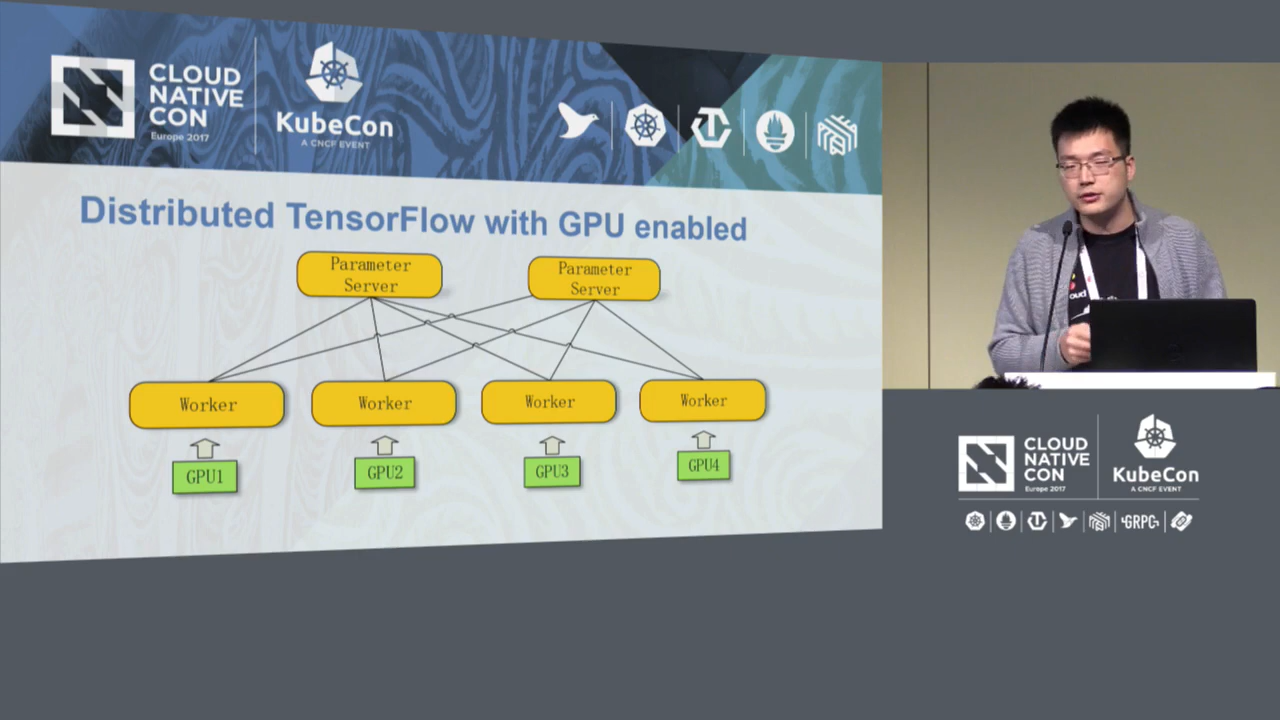 CLOUD
NATIVE
CON
Europe 2017
KubeCon
A CNCF EVENT
Distributed TensorFlow with GPU enabled
Parameter
Server
Parameter
Server
Worker
Worker
Worker
Worker
GPU1
GPU2
GPU3
GPU4
oud
CLOUD
NATIVE
CON
Europe 2017
KubeCon
A CNCF EVENT
GRPC